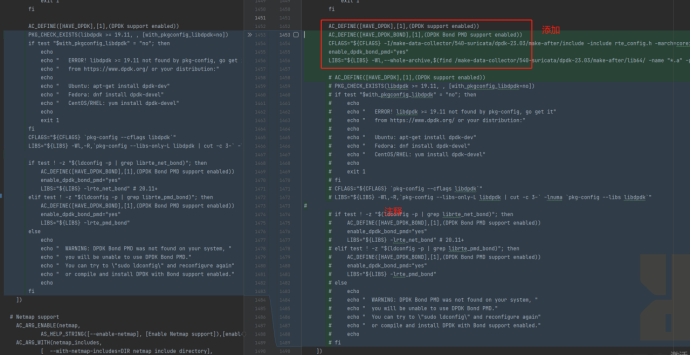 exit 1
fi
AC_DEFINE([HAVE_DPDK],[1],(DPDK support enabled))
PKG_CHECK_EXISTS(libdpdk >= 19.11, , [with_pkgconfig_libdpdk=no])
if test "$with_pkgconfig_libdpdk" = "no"; then
echo
echo "   ERROR! libdpdk >= 19.11 not found by pkg-config, go get
echo "   from https://www.dpdk.org/ or your distribution:"
echo
echo "   Ubuntu: apt-get install dpdk-dev"
echo "   Fedora: dnf install dpdk-devel"
echo "   CentOS/RHEL: yum install dpdk-devel"
echo
exit 1
fi
CFLAGS="${CFLAGS} `pkg-config --cflags libdpdk`"
LIBS="${LIBS} -Wl,-R,`pkg-config --libs-only-L libdpdk | cut -c 3-`
if test ! -z "$(ldconfig -p | grep librte_net_bond)"; then
AC_DEFINE([HAVE_DPDK_BOND],[1],(DPDK Bond PMD support enabled))
enable_dpdk_bond_pmd="yes"
LIBS="${LIBS} -lrte_net_bond" # 20.11+
elif test ! -z "$(ldconfig -p | grep librte_pmd_bond)"; then
AC_DEFINE([HAVE_DPDK_BOND],[1],(DPDK Bond PMD support enabled))
enable_dpdk_bond_pmd="yes"
LIBS="${LIBS} -lrte_pmd_bond"
else
echo
echo "   WARNING: DPDK Bond PMD was not found on your system, "
echo "   you will be unable to use DPDK Bond PMD."
echo "   You can try to \"sudo ldconfig\" and reconfigure again"
echo "   or compile and install DPDK with Bond support enabled."
echo
fi
])
# Netmap support
AC_ARG_ENABLE(netmap,
AS_HELP_STRING([--enable-netmap], [Enable Netmap support]),[enabl
AC_ARG_WITH(netmap_includes,
[  --with-netmap-includes=DIR netmap include directory],
exit 1
fi
添加
AC_DEFINE([HAVE_DPDK],[1],(DPDK support enabled))
AC_DEFINE([HAVE_DPDK_BOND],[1],(DPDK Bond PMD support enabled))
CFLAGS="${CFLAGS} -I/make-data-collector/540-suricata/dpdk-23.03/make-after/include -include rte_config.h -march=core
enable_dpdk_bond_pmd="yes"
LIBS="${LIBS} -Wl,--whole-archive,$(find /make-data-collector/540-suricata/dpdk-23.03/make-after/lib64/ -name "*.a"
# AC_DEFINE([HAVE_DPDK],[1],(DPDK support enabled))
# PKG_CHECK_EXISTS(libdpdk >= 19.11, , [with_pkgconfig_libdpdk=no])
# if test "$with_pkgconfig_libdpdk" = "no"; then
#     echo
#     echo "   ERROR! libdpdk >= 19.11 not found by pkg-config, go get it"
#     echo "   from https://www.dpdk.org/ or your distribution:"
#     echo
#     echo "   Ubuntu: apt-get install dpdk-dev"
#     echo "   Fedora: dnf install dpdk-devel"
#     echo "   CentOS/RHEL: yum install dpdk-devel"
#     echo
#     exit 1
# fi
# CFLAGS="${CFLAGS} `pkg-config --cflags libdpdk`"
# LIBS="${LIBS} -Wl,-R,`pkg-config --libs-only-L libdpdk | cut -c 3-` -lnuma `pkg-config --libs libdpdk`"
#
注释
# if test ! -z "$(ldconfig -p | grep librte_net_bond)"; then
#     AC_DEFINE([HAVE_DPDK_BOND],[1],(DPDK Bond PMD support enabled))
#     enable_dpdk_bond_pmd="yes"
#     LIBS="${LIBS} -lrte_net_bond" # 20.11+
# elif test ! -z "$(ldconfig -p | grep librte_pmd_bond)"; then
#     AC_DEFINE([HAVE_DPDK_BOND],[1],(DPDK Bond PMD support enabled))
#     enable_dpdk_bond_pmd="yes"
#     LIBS="${LIBS} -lrte_pmd_bond"
# else
#     echo
#     echo "   WARNING: DPDK Bond PMD was not found on your system, "
#     echo "   you will be unable to use DPDK Bond PMD."
#     echo "   You can try to \"sudo ldconfig\" and reconfigure again"
#     echo "   or compile and install DPDK with Bond support enabled."
#     echo
# fi
])